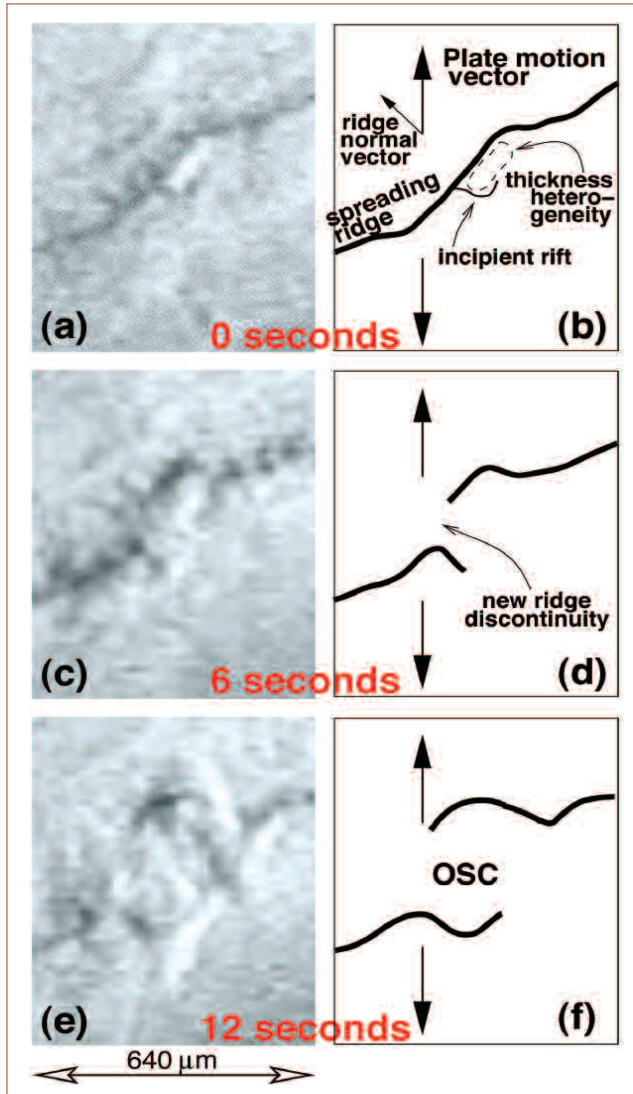 Plate motion
vector
ridge
normal
vector
thickness
hetero-
geneity
spreading
ridge
incipient rift
(a)
0 seconds
(b)
new ridge
discontinuity
(c)
6 seconds
(d)
OSC
(e)
12 seconds
(f)
640 μm